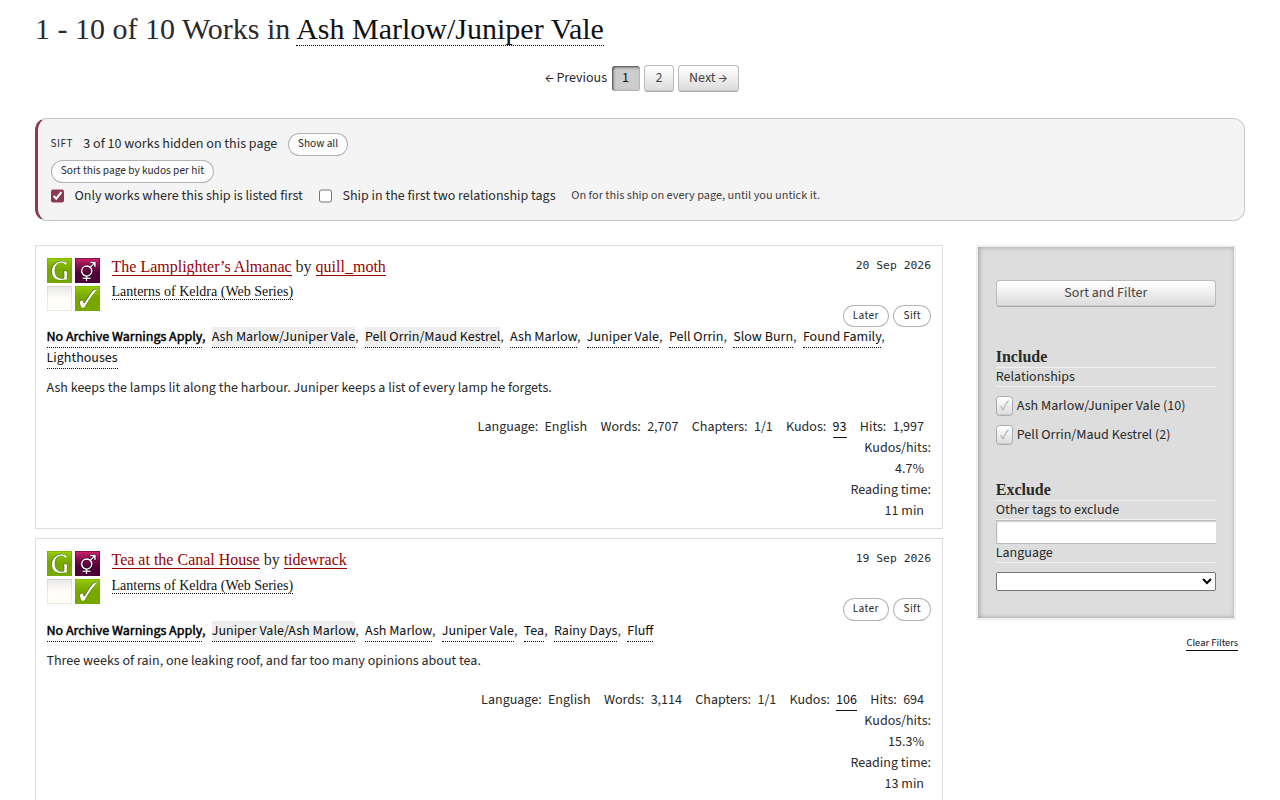 1 - 10 of 10 Works in Ash Marlow/Juniper Vale
← Previous 1 2 Next →
SIFT 3 of 10 works hidden on this page Show all
Sort this page by kudos per hit
Only works where this ship is listed first Ship in the first two relationship tags On for this ship on every page, until you untick it.
G The Lamplighter’s Almanac by quill_moth 20 Sep 2026
Lanterns of Keldra (Web Series)
Later Sift
No Archive Warnings Apply, Ash Marlow/Juniper Vale, Pell Orrin/Maud Kestrel, Ash Marlow, Juniper Vale, Pell Orrin, Slow Burn, Found Family,
Lighthouses
Ash keeps the lamps lit along the harbour. Juniper keeps a list of every lamp he forgets.
Language: English Words: 2,707 Chapters: 1/1 Kudos: 93 Hits: 1,997
Kudos/hits:
4.7%
Reading time:
11 min
G Tea at the Canal House by tidewrack 19 Sep 2026
Lanterns of Keldra (Web Series)
Later Sift
No Archive Warnings Apply, Juniper Vale/Ash Marlow, Ash Marlow, Juniper Vale, Tea, Rainy Days, Fluff
Three weeks of rain, one leaking roof, and far too many opinions about tea.
Language: English Words: 3,114 Chapters: 1/1 Kudos: 106 Hits: 694
Kudos/hits:
15.3%
Reading time:
13 min
Sort and Filter
Include
Relationships
Ash Marlow/Juniper Vale (10)
Pell Orrin/Maud Kestrel (2)
Exclude
Other tags to exclude
Language
Clear Filters